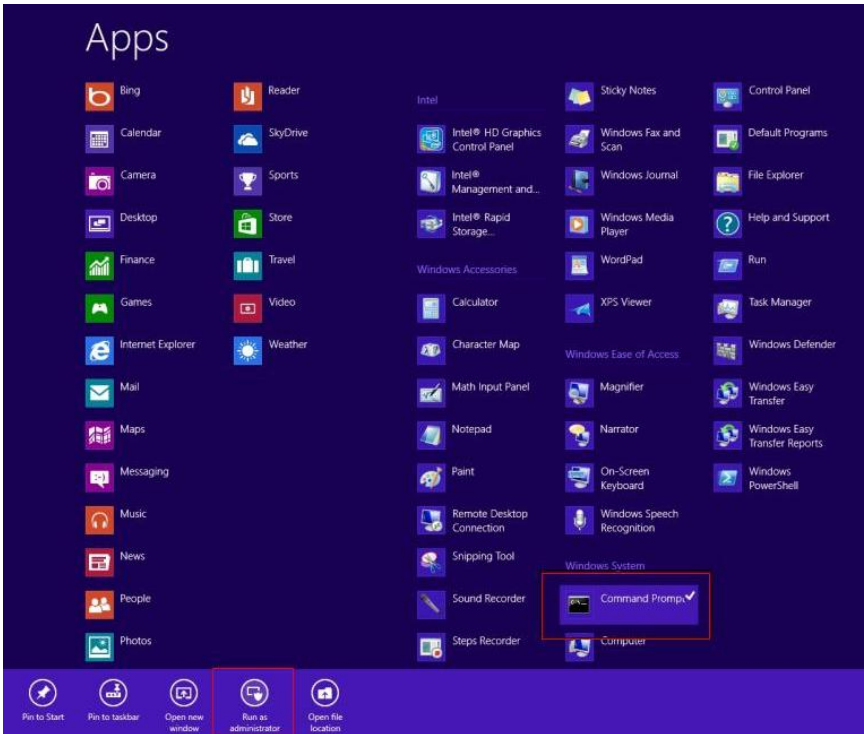 Apps
Bing
Calendar
Camera
Desktop
Finance
Games
Internet Explorer
Mail
Maps
Messaging
Music
News
People
Photos
Reader
SkyDrive
Sports
Store
Travel
Video
Weather
Intel
Intel® HD Graphics
Control Panel
Intel®
Management and...
Intel® Rapid
Storage...
Windows Accessories
Calculator
Character Map
Math Input Panel
Notepad
Paint
Remote Desktop
Connection
Snipping Tool
Sound Recorder
Steps Recorder
Sticky Notes
Windows Fax and
Scan
Windows Journal
Windows Media
Player
WordPad
XPS Viewer
Windows Ease of Access
Magnifier
Narrator
On-Screen
Keyboard
Windows Speech
Recognition
Windows System
Command Prompt
Computer
Control Panel
Default Programs
File Explorer
Help and Support
Run
Task Manager
Windows Defender
Windows Easy
Transfer
Windows Easy
Transfer Reports
Windows
PowerShell
Pin to Start
Pin to taskbar
Open new
window
Run as
administrator
Open file
location